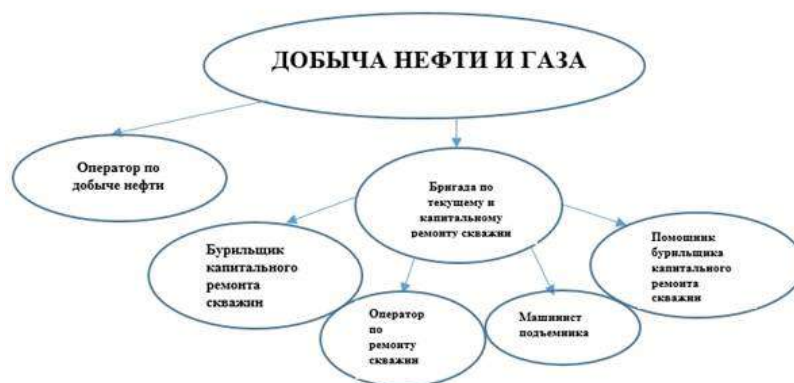 ДОБЫЧА НЕФТИ И ГАЗА
Оператор по
добыче нефти
Бригада по
текущему и
капитальному
ремонту скважин
Бурильщик
капитального
ремонта
скважин
Оператор
по
ремонту
скважин
Машинист
подъемника
Помошник
бурильщика
капитального
ремонта
скважин